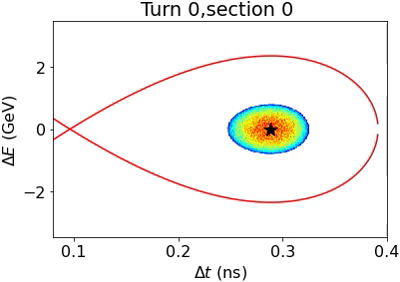 Turn 0,section 0
ΔE (GeV)
2
0
−2
0.1 0.2 0.3 0.4
Δt (ns)